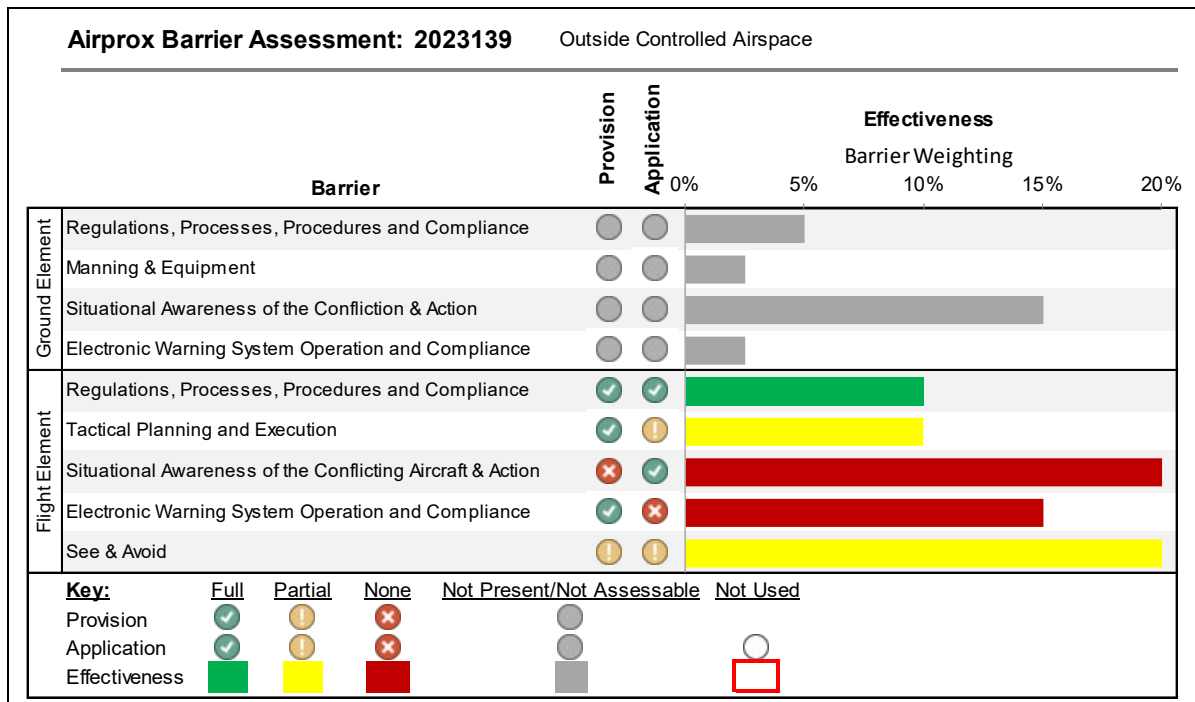 Airprox Barrier Assessment: 2023139 Outside Controlled Airspace
Barrier Provision Application
Effectiveness
Barrier Weighting
0% 5% 10% 15% 20%
Ground Element
Regulations, Processes, Procedures and Compliance
Manning & Equipment
Situational Awareness of the Confliction & Action
Electronic Warning System Operation and Compliance
Flight Element
Regulations, Processes, Procedures and Compliance
Tactical Planning and Execution
Situational Awareness of the Conflicting Aircraft & Action
Electronic Warning System Operation and Compliance
See & Avoid
Key: Full Partial None Not Present/Not Assessable Not Used
Provision
Application
Effectiveness